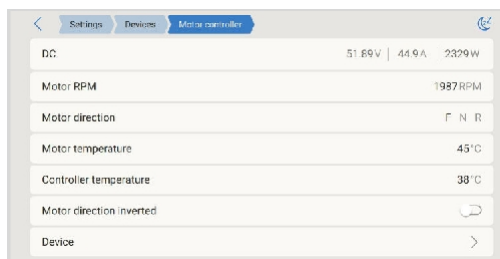 Settings Devices Motor controller
DC 51.89V 44.9A 2329W
Motor RPM 1987RPM
Motor direction F N R
Motor temperature 45°C
Controller temperature 38°C
Motor direction inverted
Device